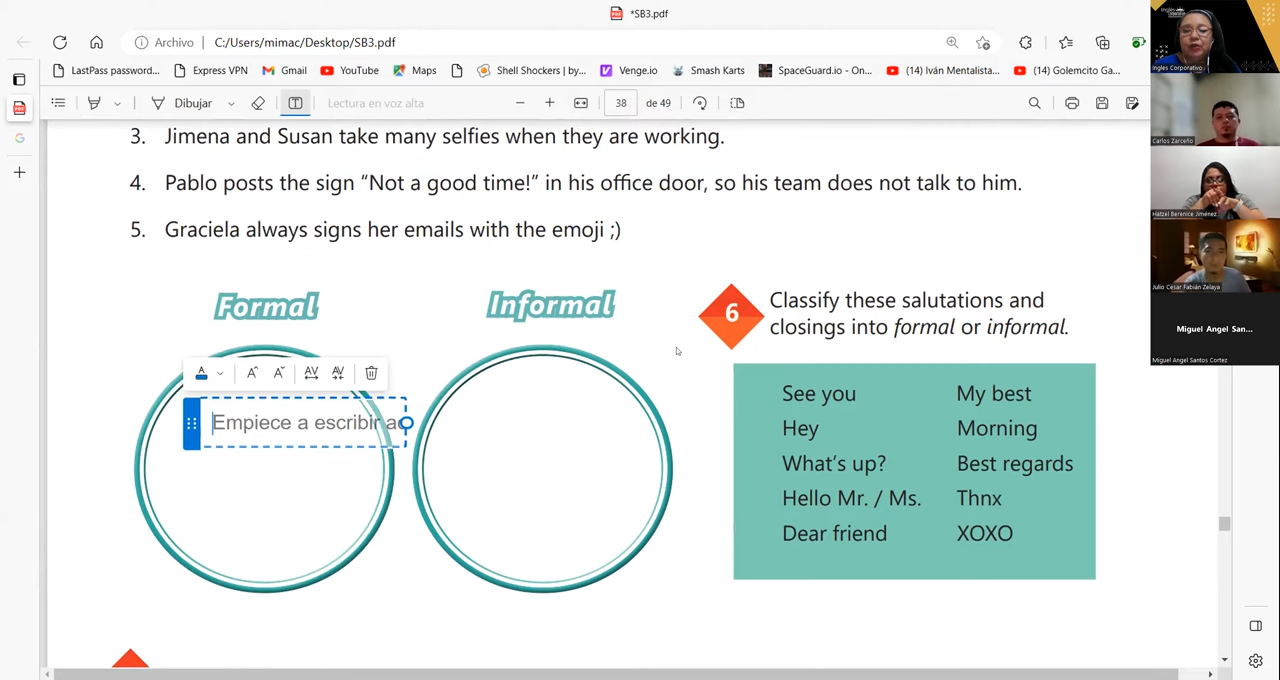 *SB3.pdf
Archivo
C:/Users/mimac/Desktop/SB3.pdf
LastPass password...
Express VPN
Gmail
YouTube
Maps
Shell Shockers | by...
Venge.io
Smash Karts
SpaceGuard.io - On...
(14) Iván Mentalista...
(14) Golemcito Ga...
Dibujar
Lectura en voz alta
38
de 49
3. Jimena and Susan take many selfies when they are working.
4. Pablo posts the sign “Not a good time!” in his office door, so his team does not talk to him.
5. Graciela always signs her emails with the emoji ;)
Formal
Informal
6
Classify these salutations and
closings into formal or informal.
Empiece a escribir ac
See you
My best
Hey
Morning
What’s up?
Best regards
Hello Mr. / Ms.
Thnx
Dear friend
XOXO
Ingles Corporativo
Carlos Zarceño
Hatzel Berenice Jiménez
Julio Cesar Fabián Zelaya
Miguel Angel San...
Miguel Angel Santos Cortez